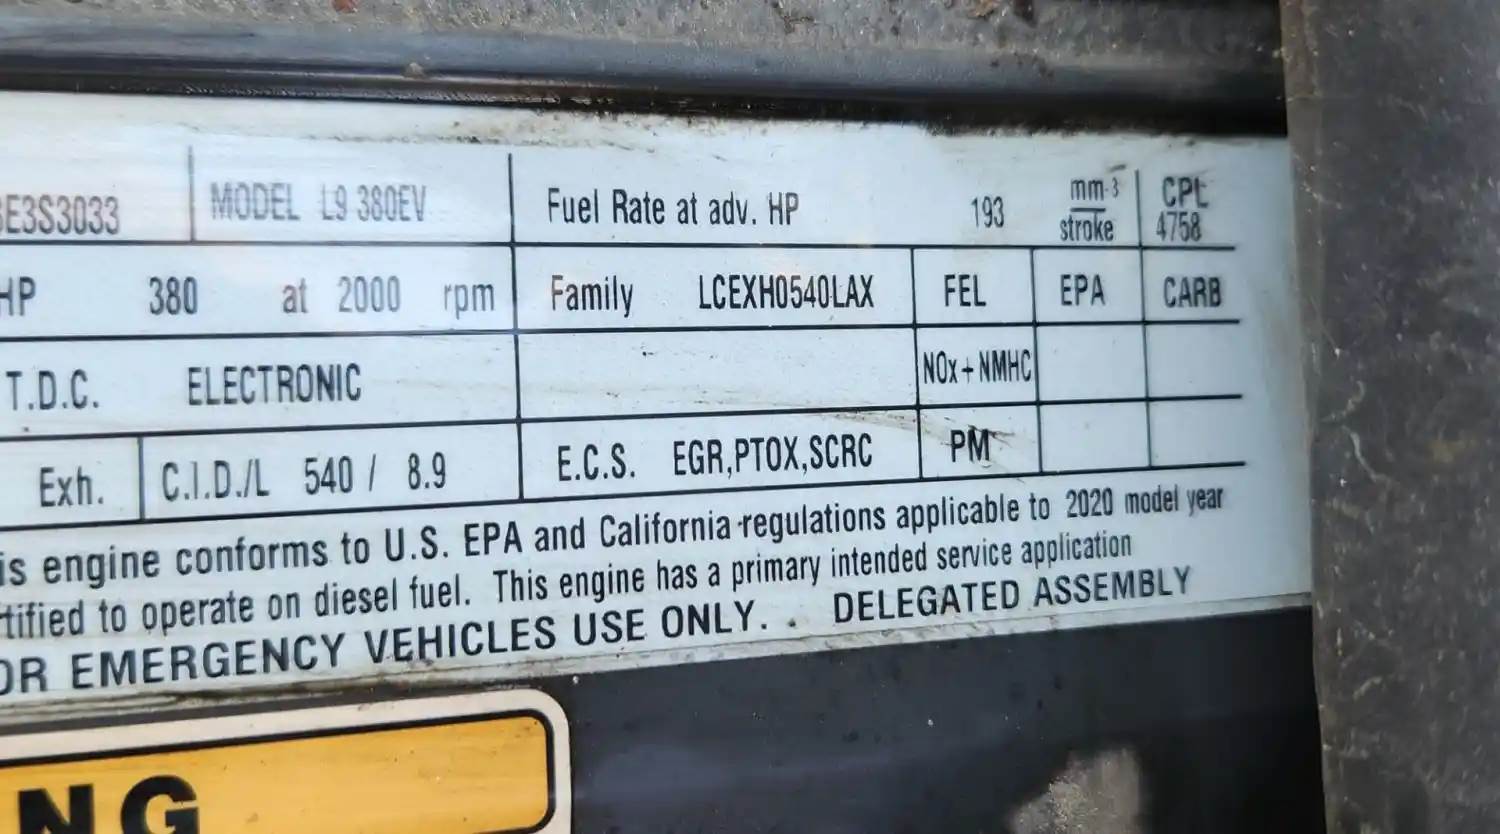 E3S3033 MODEL L9 380EV Fuel Rate at adv. HP 193 mm-3 stroke CPL 4758
HP 380 at 2000 rpm Family LCEXH0540LAX FEL EPA CARB
T.D.C. ELECTRONIC NOx+NMHC
Exh. C.I.D./L 540 / 8.9 E.C.S. EGR,PTOX,SCRC PM
is engine conforms to U.S. EPA and California regulations applicable to 2020 model year
rtified to operate on diesel fuel. This engine has a primary intended service application
OR EMERGENCY VEHICLES USE ONLY. . DELEGATED ASSEMBLY
NG